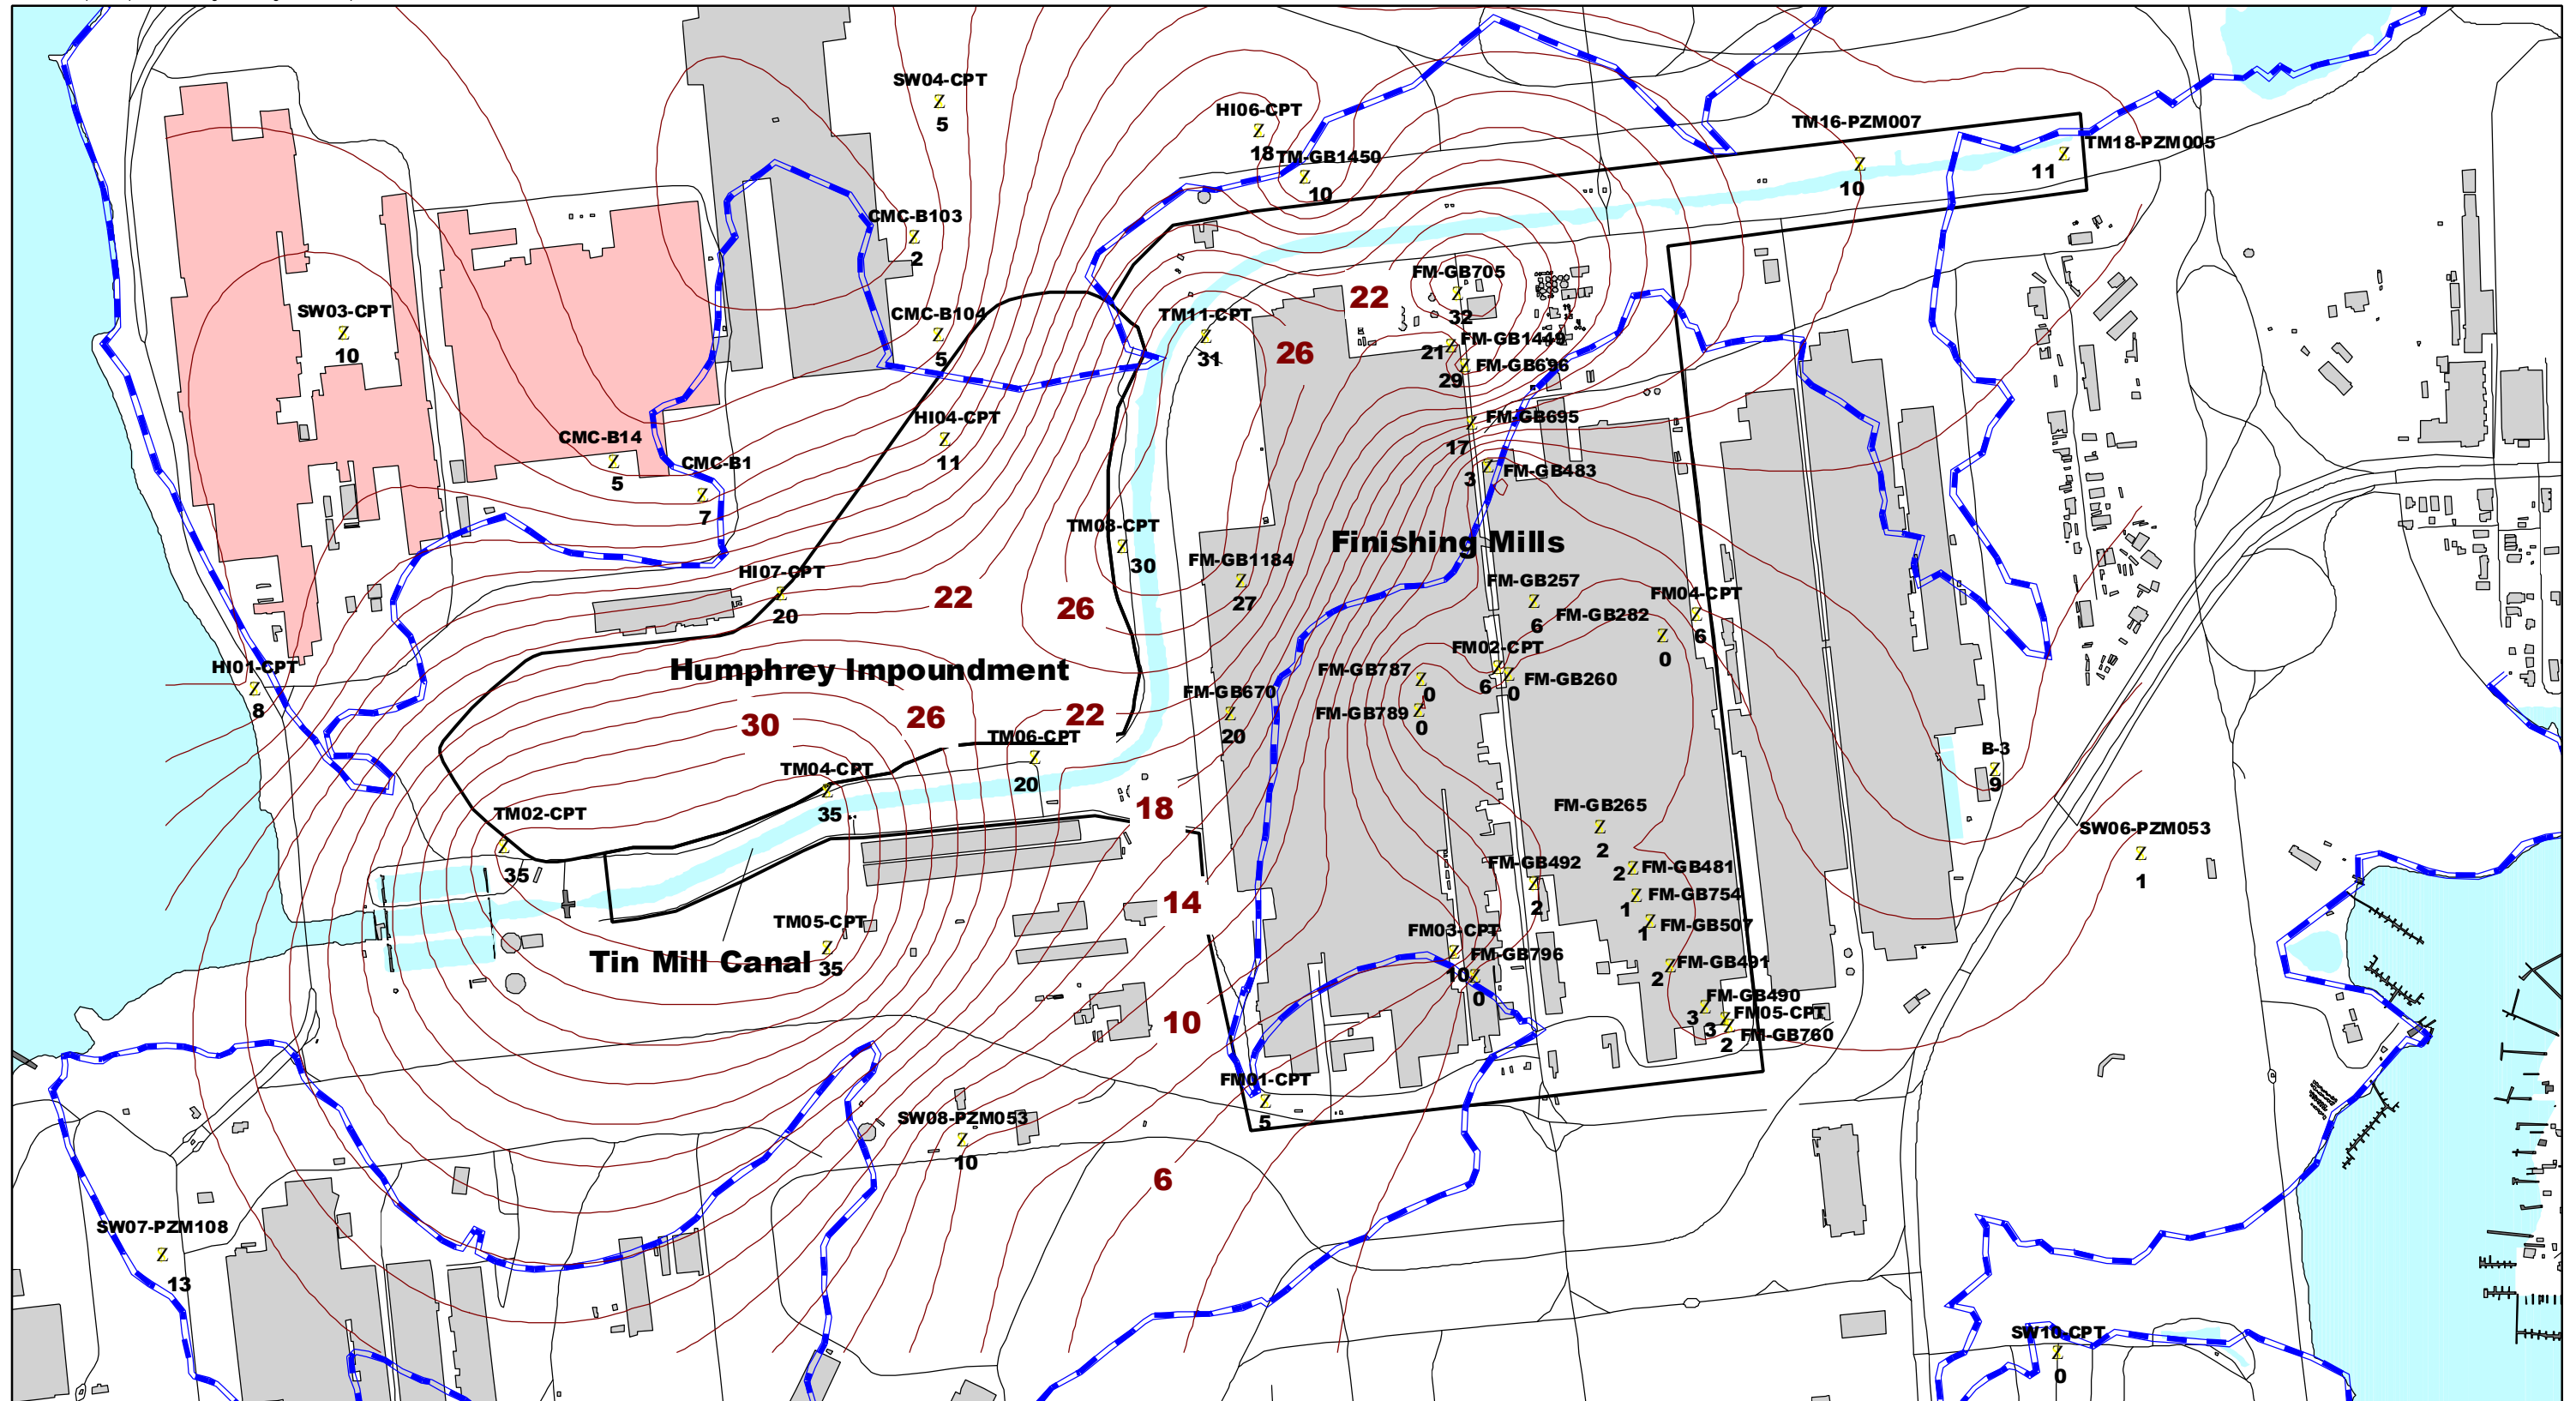 SW04-CPT
Z
5
HI06-CPT
Z
18
TM-GB1450
Z
10
TM16-PZM007
Z
10
TM18-PZM005
Z
11
CMC-B103
Z
2
SW03-CPT
Z
10
CMC-B104
Z
5
TM11-CPT
Z
31
FM-GB705
Z
32
22
26
FM-GB1449
Z
21
FM-GB696
Z
29
HI04-CPT
Z
11
FM-GB695
Z
17
CMC-B14
Z
5
CMC-B1
Z
7
FM-GB483
Z
3
TM08-CPT
Z
30
Finishing Mills
HI07-CPT
Z
20
22
26
FM-GB1184
Z
27
FM-GB257
Z
6
FM-GB282
Z
0
FM04-CPT
Z
6
HI01-CPT
Z
8
Humphrey Impoundment
FM02-CPT
Z
6
FM-GB260
Z
0
FM-GB787
Z
0
FM-GB789
Z
0
FM-GB670
Z
20
30
26
22
TM06-CPT
Z
20
TM04-CPT
Z
35
B-3
Z
9
TM02-CPT
Z
35
18
FM-GB265
Z
2
SW06-PZM053
Z
1
FM-GB492
Z
2
FM-GB481
Z
2
FM-GB754
Z
1
14
FM-GB507
Z
1
TM05-CPT
Z
35
Tin Mill Canal
FM03-CPT
Z
10
FM-GB796
Z
0
FM-GB491
Z
2
10
FM-GB490
Z
3
FM05-CPT
Z
3
FM-GB760
Z
2
FM01-CPT
Z
5
SW08-PZM053
Z
10
6
SW07-PZM108
Z
13
SW10-CPT
Z
0